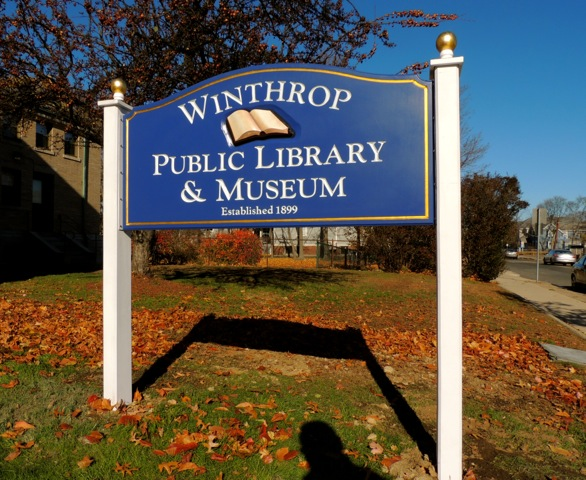 WINTHROP
PUBLIC LIBRARY
& MUSEUM
Established 1899